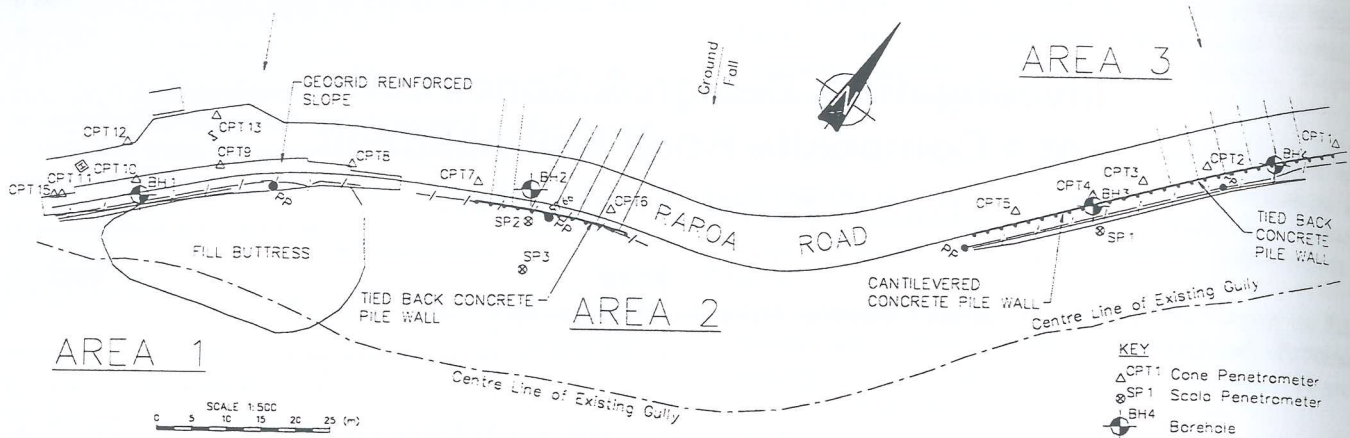 AREA 3
Ground
Fall
N
GEOGRID REINFORCED
SLOPE
CPT12
CPT13
CPT9
CPT8
CPT10
CPT11
CPT15
BH1
PP
FILL BUTTRESS
AREA 1
CPT7
BH2
SP2
PP
CPT6
SP3
TIED BACK CONCRETE
PILE WALL
AREA 2
RAROA ROAD
CPT5
CPT4
BH3
CPT3
CPT2
CPT1
PP
SP1
PP
TIED BACK
CONCRETE
PILE WALL
CANTILEVERED
CONCRETE PILE WALL
Centre Line of Existing Gully
Centre Line of Existing Gully
SCALE 1:500
0 5 10 15 20 25 (m)
KEY
CPT1 Cone Penetrometer
SP1 Scala Penetrometer
BH4
Borehole